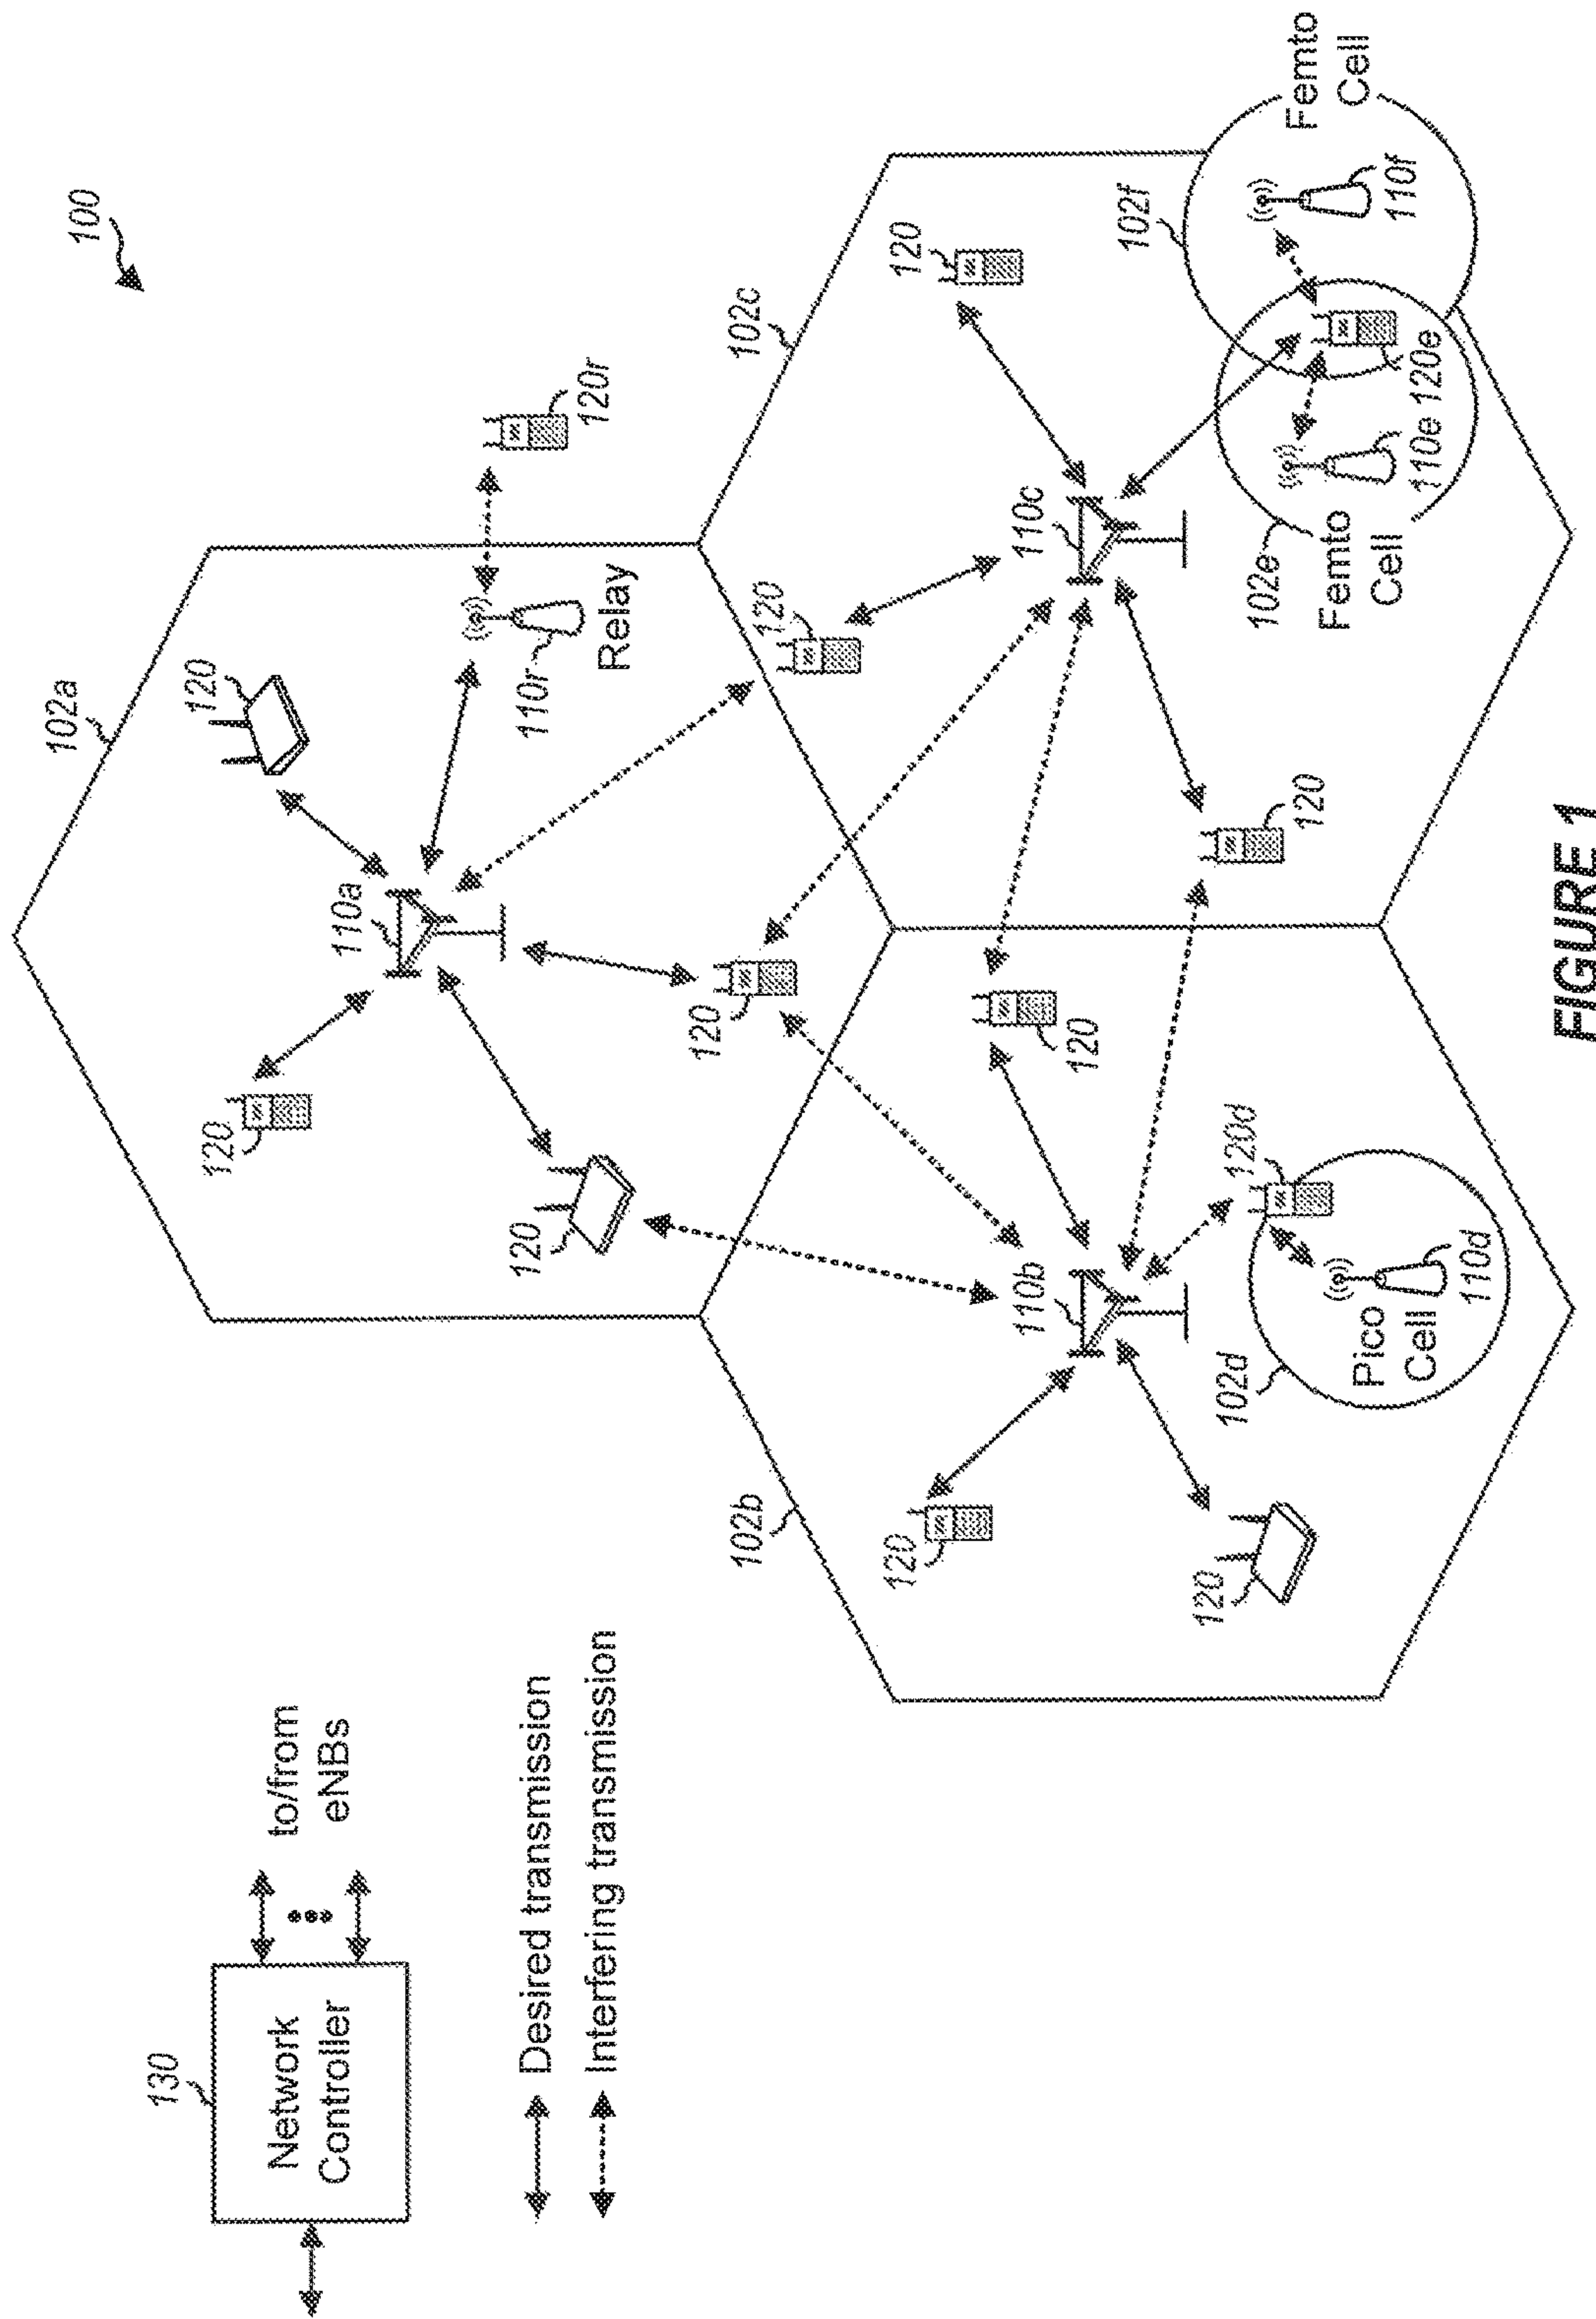 100
130
Network
Controller
to/from
eNBs
Desired transmission
Interfering transmission
102a
120
110a
120
120
120
110r
Relay
120r
102b
120
110b
120
120
120d
102d
Pico
Cell
110d
102c
120
110c
120
120
102e
Femto
Cell
110e
120e
102f
Femto
Cell
110f
FIGURE 1